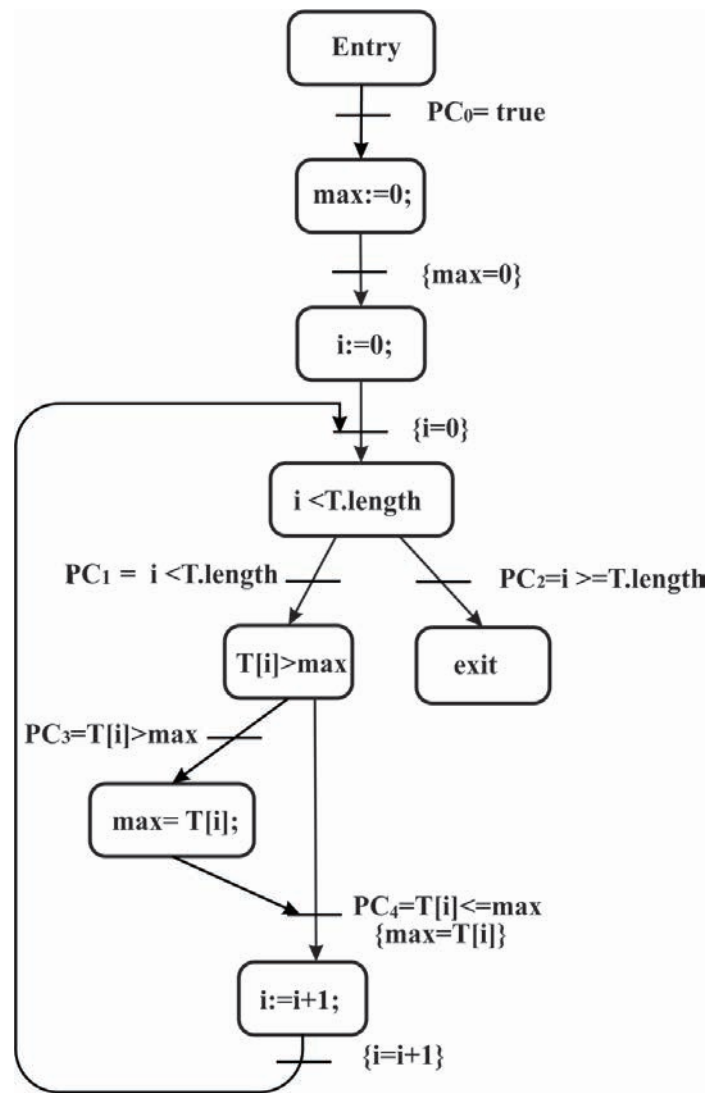 Entry
PC₀= true
max:=0;
{max=0}
i:=0;
{i=0}
i <T.length
PC₁ = i <T.length
PC₂=i >=T.length
T[i]>max
exit
PC₃=T[i]>max
max= T[i];
PC₄=T[i]<=max
{max=T[i]}
i:=i+1;
{i=i+1}